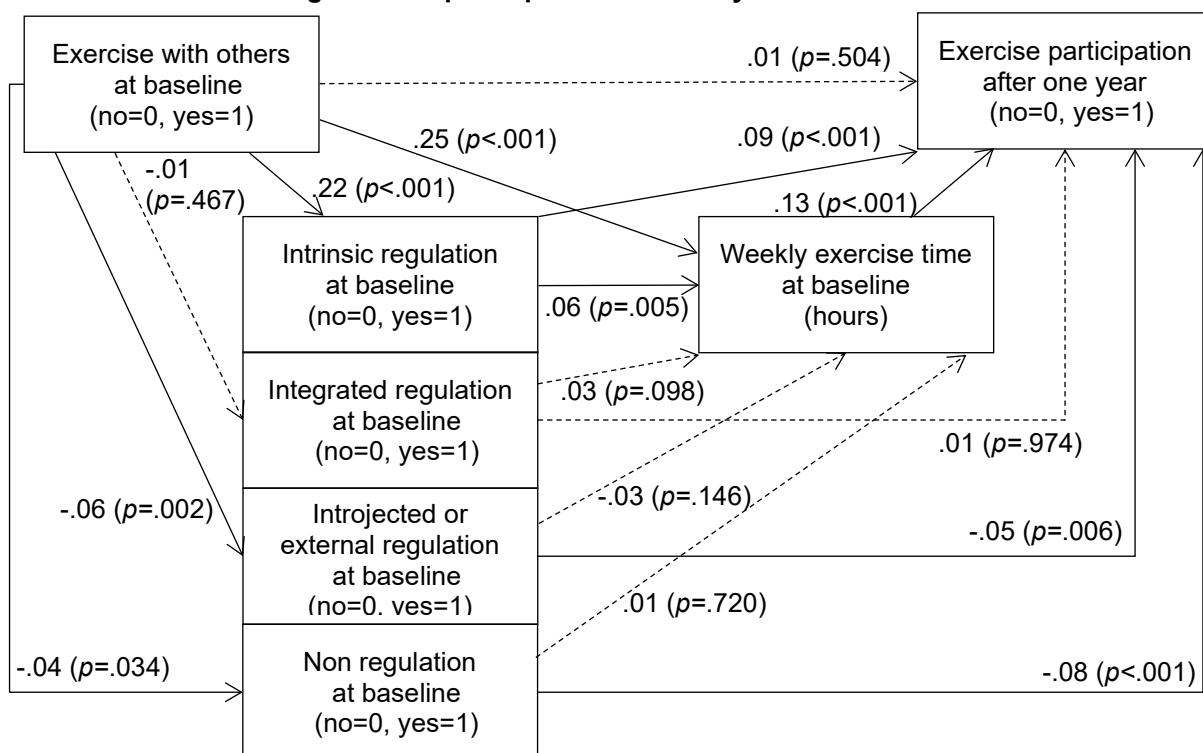 Exercise with others
at baseline
(no=0, yes=1)
.01 (p=.504)
Exercise participation
after one year
(no=0, yes=1)
.25 (p<.001)
.09 (p<.001)
-.01
(p=.467)
.22 (p<.001)
.13 (p<.001)
Intrinsic regulation
at baseline
(no=0, yes=1)
Weekly exercise time
at baseline
(hours)
.06 (p=.005)
Integrated regulation
at baseline
(no=0, yes=1)
.03 (p=.098)
.01 (p=.974)
-.06 (p=.002)
Introjected or
external regulation
at baseline
(no=0, yes=1)
-.03 (p=.146)
-.05 (p=.006)
.01 (p=.720)
-.04 (p=.034)
Non regulation
at baseline
(no=0, yes=1)
-.08 (p<.001)